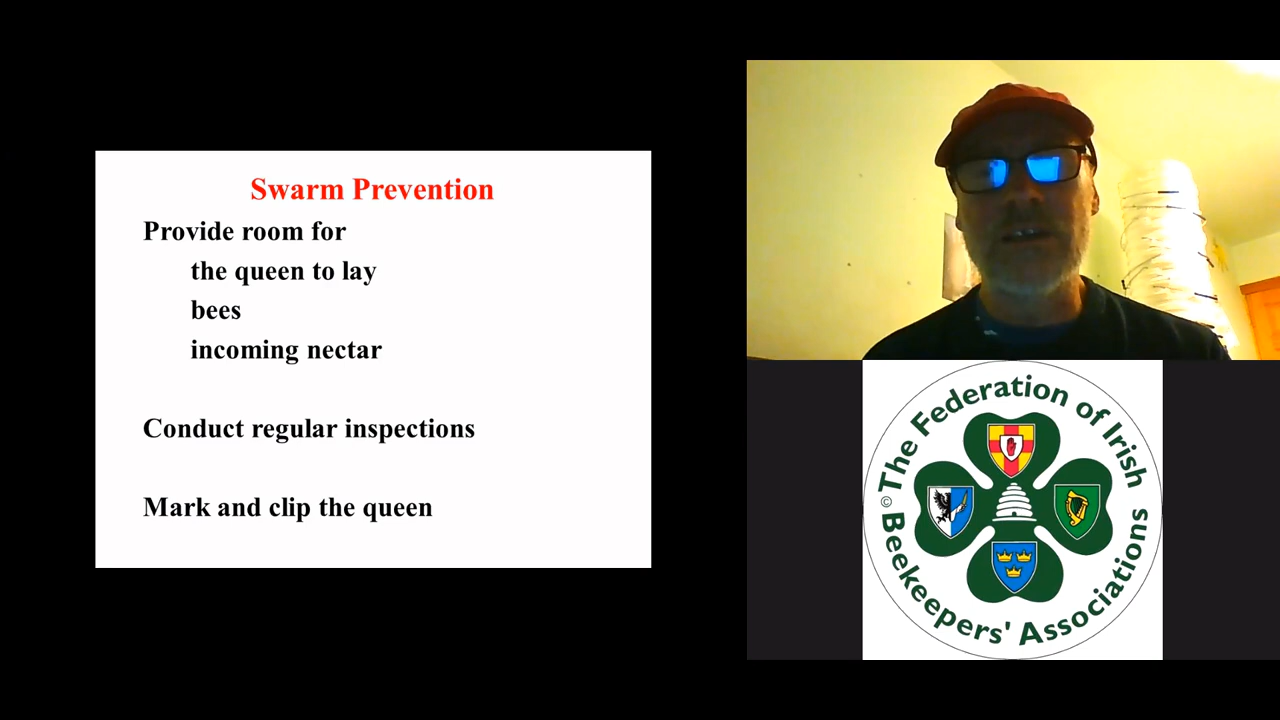 Swarm Prevention
Provide room for
the queen to lay
bees
incoming nectar
Conduct regular inspections
Mark and clip the queen
The Federation of Irish
© Beekeepers' Associations